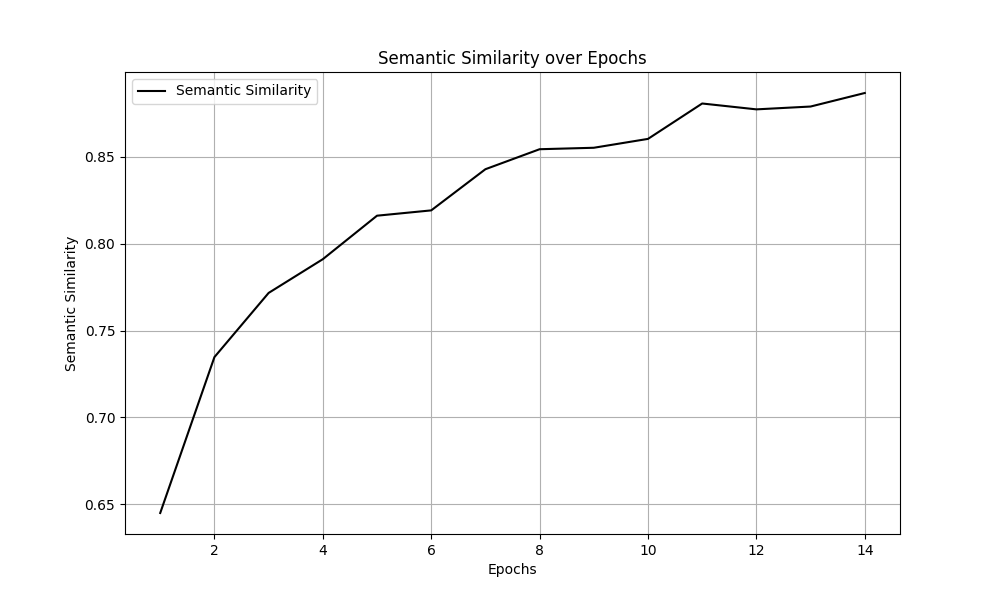 Semantic Similarity over Epochs
Semantic Similarity
Semantic Similarity
0.85
0.80
0.75
0.70
0.65
2 4 6 8 10 12 14
Epochs